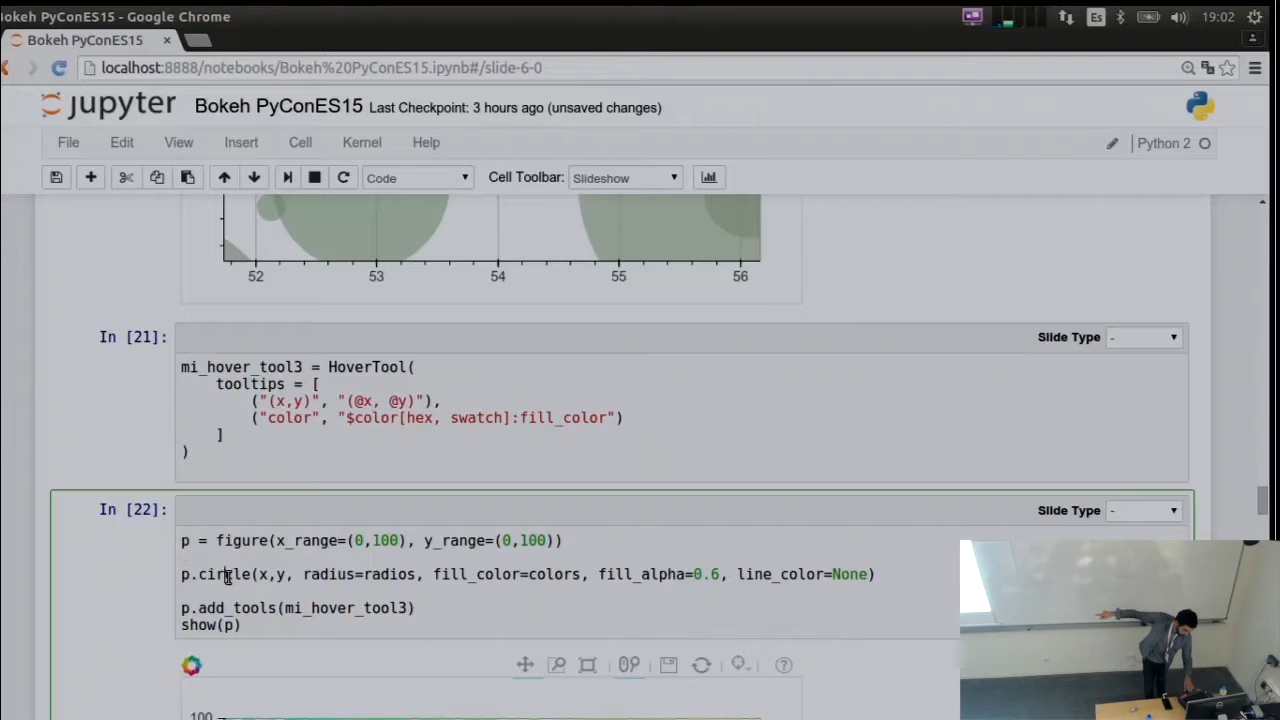 Bokeh PyConES15 - Google Chrome
Es
19:02
Bokeh PyConES15 ×
localhost:8888/notebooks/Bokeh%20PyConES15.ipynb#/slide-6-0
jupyter Bokeh PyConES15 Last Checkpoint: 3 hours ago (unsaved changes)
File Edit View Insert Cell Kernel Help
Python 2
Code
Cell Toolbar: Slideshow
52 53 54 55 56
In [21]:
Slide Type -
mi_hover_tool3 = HoverTool(
tooltips = [
("(x,y)", "(@x, @y)"),
("color", "$color[hex, swatch]:fill_color")
]
)
In [22]:
Slide Type -
p = figure(x_range=(0,100), y_range=(0,100))
p.circle(x,y, radius=radios, fill_color=colors, fill_alpha=0.6, line_color=None)
p.add_tools(mi_hover_tool3)
show(p)
?
100